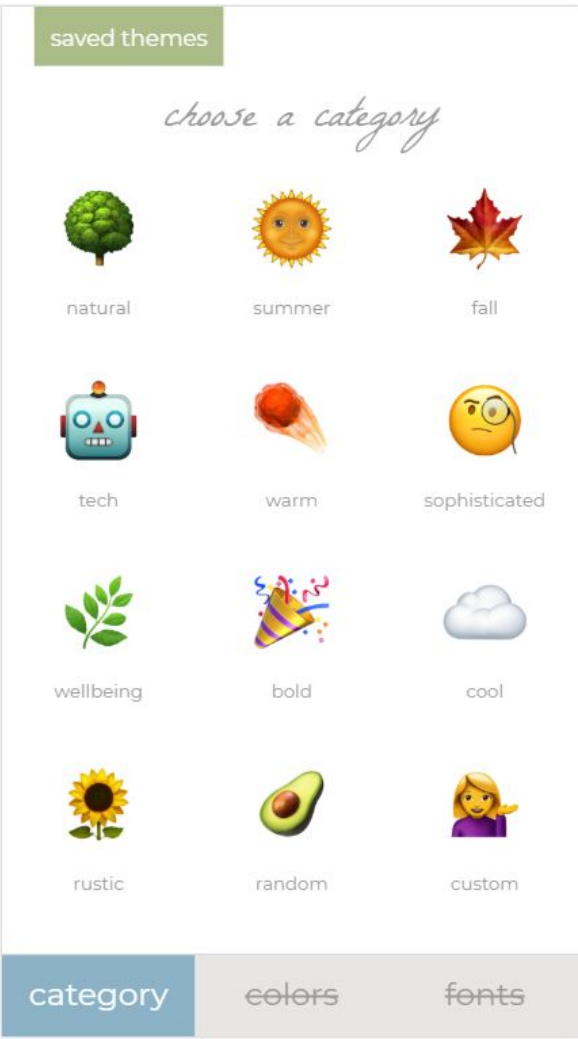 saved themes
choose a category
natural summer fall
tech warm sophisticated
wellbeing bold cool
rustic random custom
category colors fonts